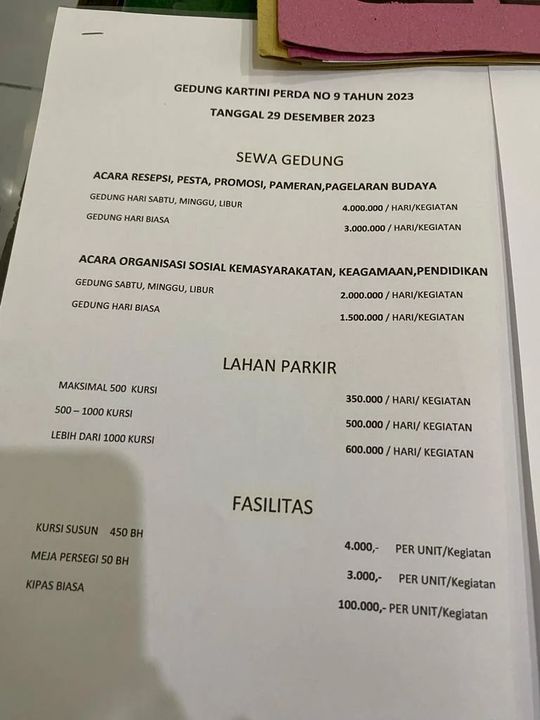 GEDUNG KARTINI PERDA NO 9 TAHUN 2023
TANGGAL 29 DESEMBER 2023
SEWA GEDUNG
ACARA RESEPSI, PESTA, PROMOSI, PAMERAN,PAGELARAN BUDAYA
GEDUNG HARI SABTU, MINGGU, LIBUR 4.000.000 / HARI/KEGIATAN
GEDUNG HARI BIASA 3.000.000 / HARI/KEGIATAN
ACARA ORGANISASI SOSIAL KEMASYARAKATAN, KEAGAMAAN,PENDIDIKAN
GEDUNG SABTU, MINGGU, LIBUR 2.000.000 / HARI/KEGIATAN
GEDUNG HARI BIASA 1.500.000 / HARI/KEGIATAN
LAHAN PARKIR
MAKSIMAL 500 KURSI 350.000 / HARI/ KEGIATAN
500 – 1000 KURSI 500.000 / HARI/ KEGIATAN
LEBIH DARI 1000 KURSI 600.000 / HARI/ KEGIATAN
FASILITAS
KURSI SUSUN 450 BH 4.000,- PER UNIT/Kegiatan
MEJA PERSEGI 50 BH 3.000,- PER UNIT/Kegiatan
KIPAS BIASA 100.000,- PER UNIT/Kegiatan